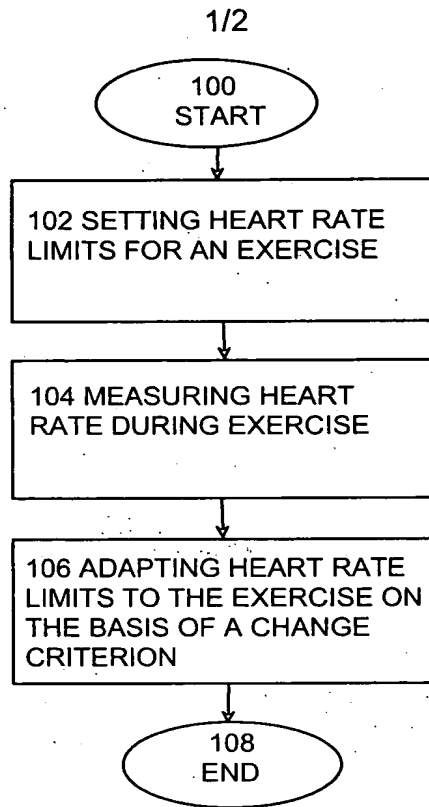 1/2
100
START
102 SETTING HEART RATE
LIMITS FOR AN EXERCISE
104 MEASURING HEART
RATE DURING EXERCISE
106 ADAPTING HEART RATE
LIMITS TO THE EXERCISE ON
THE BASIS OF A CHANGE
CRITERION
108
END